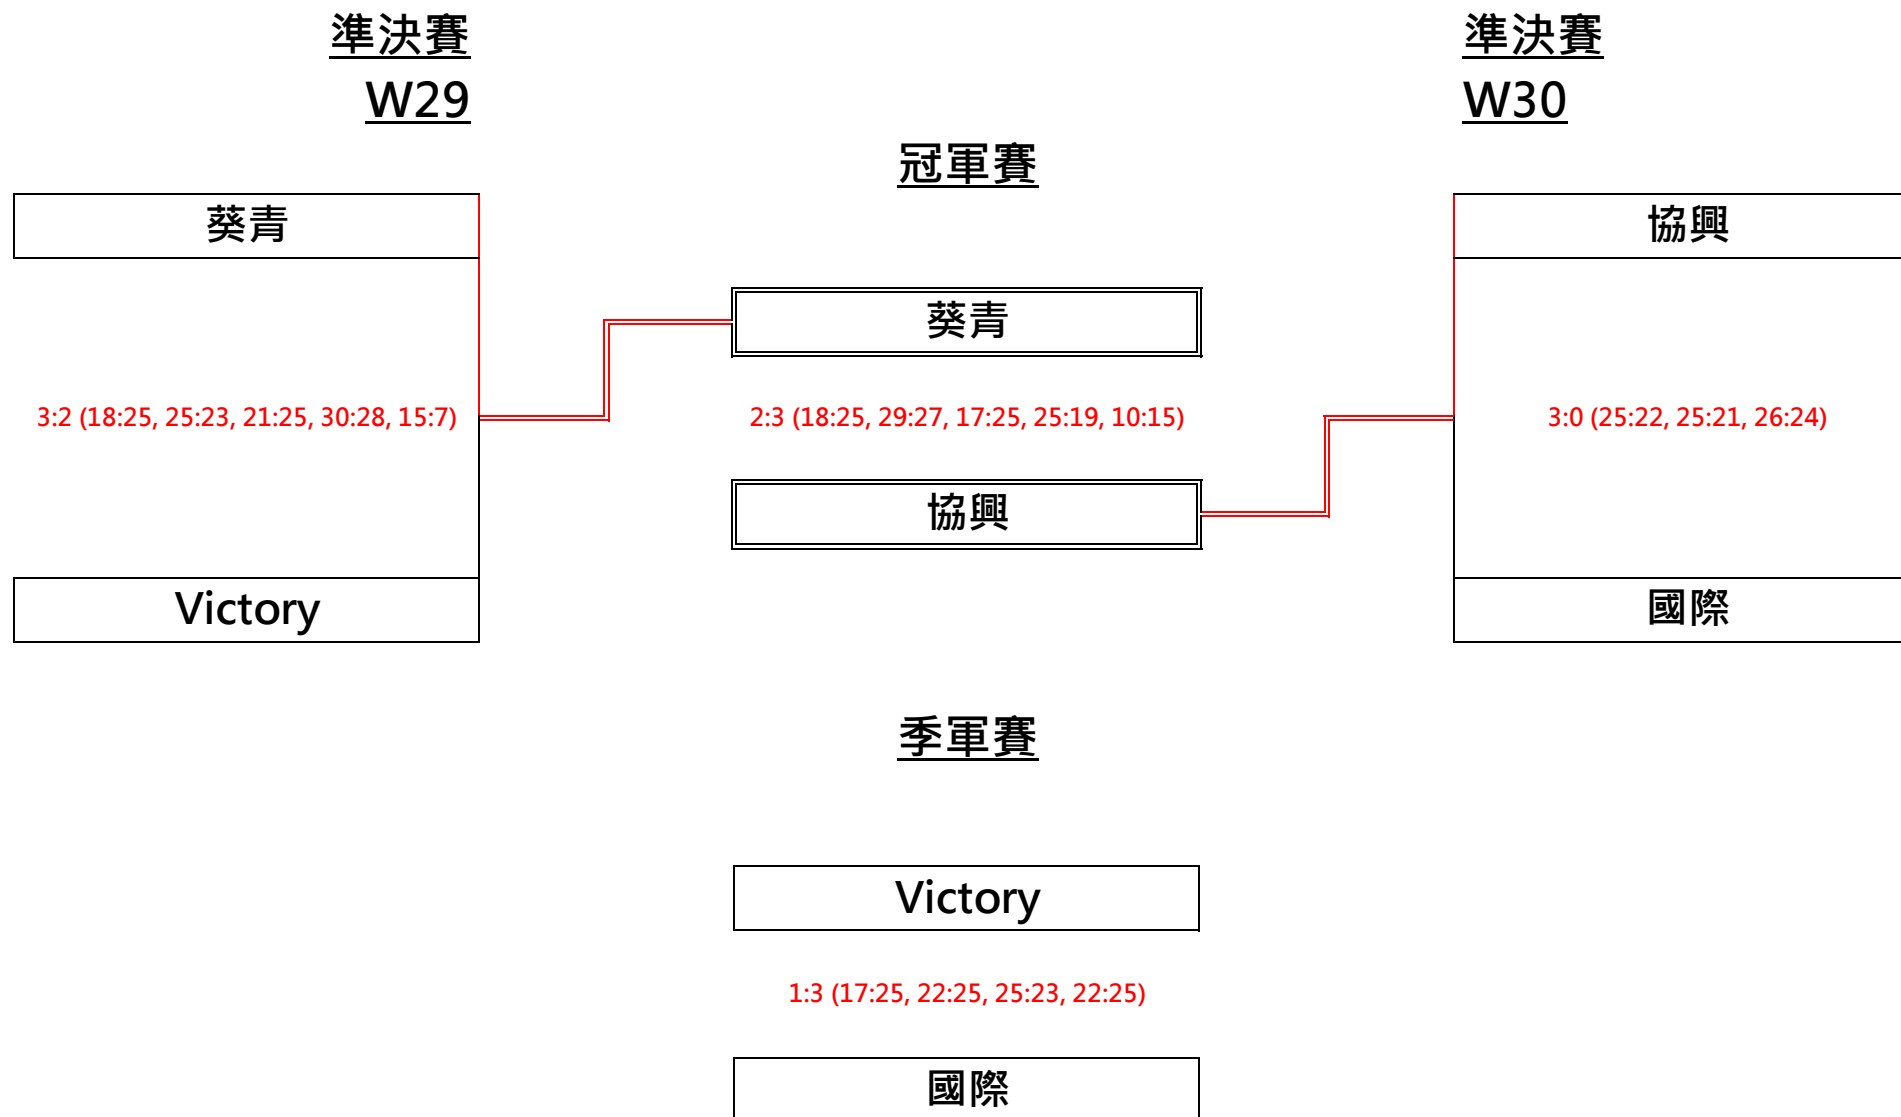 準決賽
W29
準決賽
W30
冠軍賽
葵青
協興
葵青
3:2 (18:25, 25:23, 21:25, 30:28, 15:7)
2:3 (18:25, 29:27, 17:25, 25:19, 10:15)
3:0 (25:22, 25:21, 26:24)
協興
Victory
國際
季軍賽
Victory
1:3 (17:25, 22:25, 25:23, 22:25)
國際